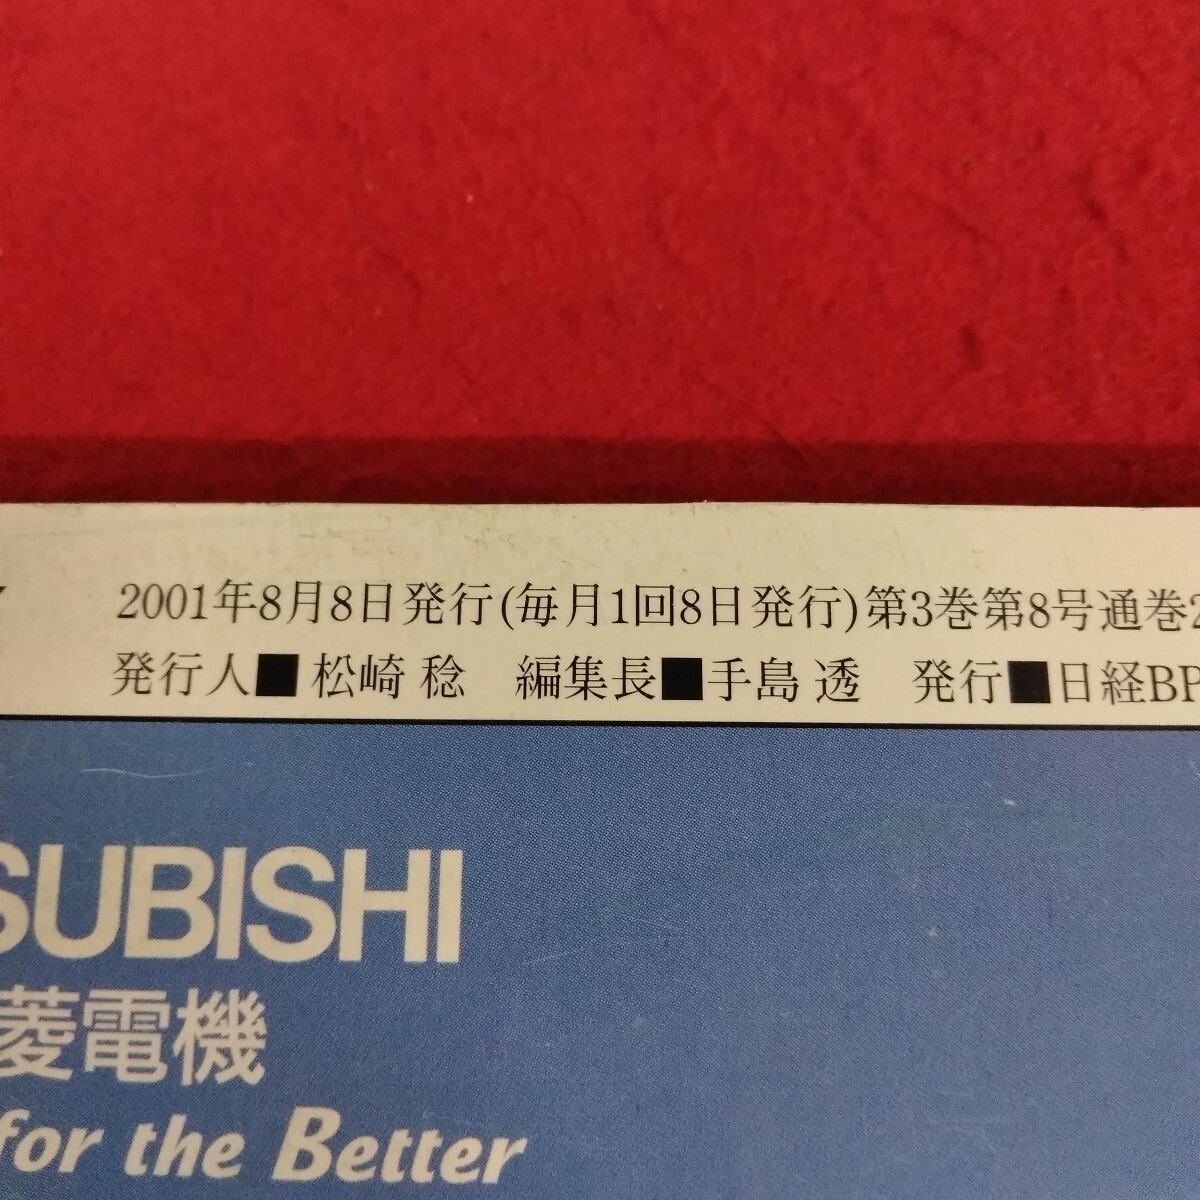 2001年8月8日発行(毎月1回8日発行)第3巻第8号通巻2
発行人■松崎 稔 編集長■手島 透 発行■日経BP
SUBISHI
菱電機
for the Better